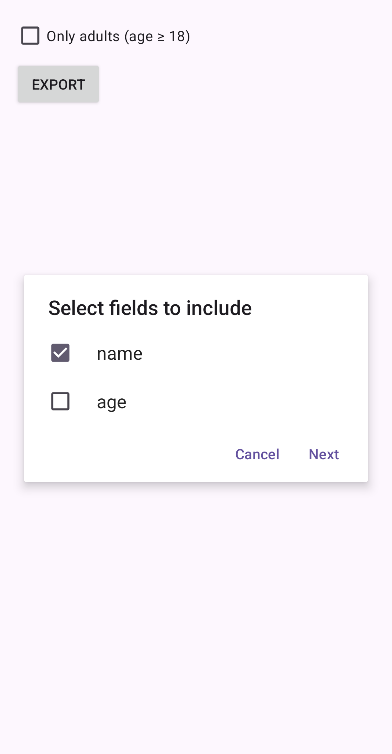 Only adults (age ≥ 18)
EXPORT
Select fields to include
name
age
Cancel Next